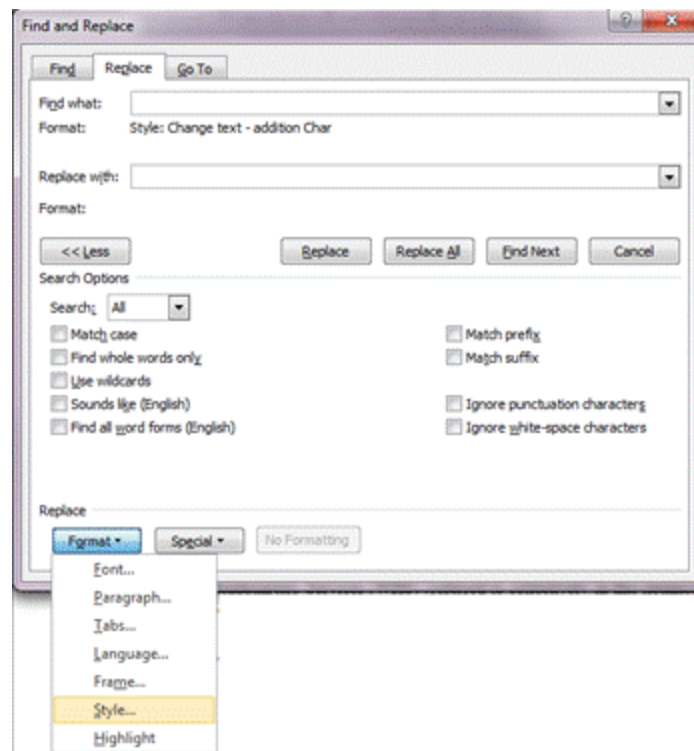 Find and Replace
Find Replace Go To
Find what:
Format: Style: Change text - addition Char
Replace with:
Format:
<< Less Replace Replace All Find Next Cancel
Search Options
Search: All
Match case Match prefix
Find whole words only Match suffix
Use wildcards
Sounds like (English) Ignore punctuation characters
Find all word forms (English) Ignore white-space characters
Replace
Format Special No Formatting
Font...
Paragraph...
Tabs...
Language...
Frame...
Style...
Highlight